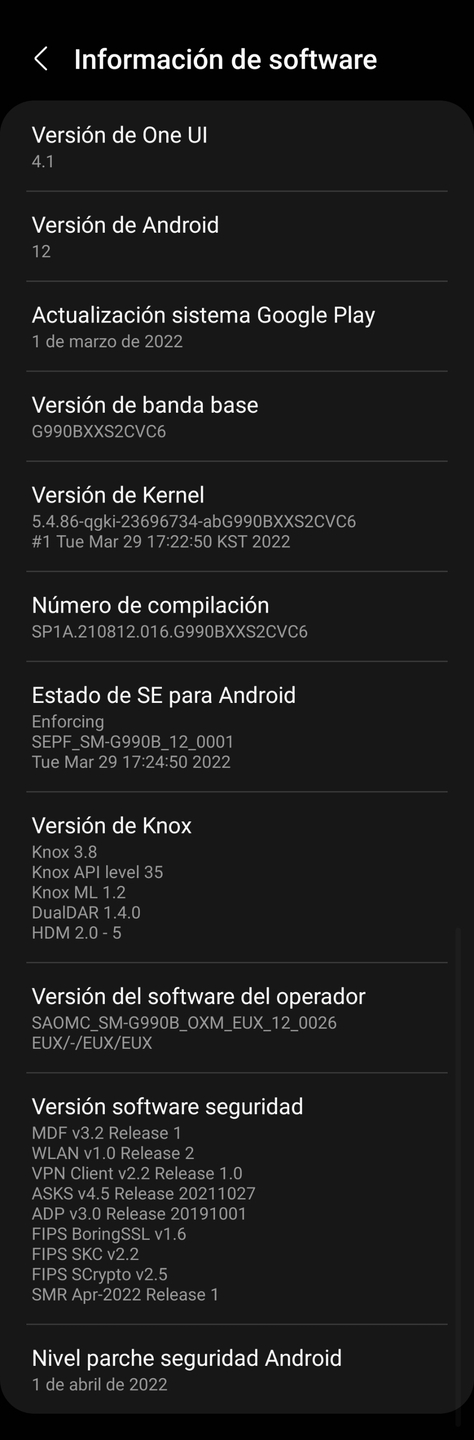 Información de software
Versión de One UI
4.1
Versión de Android
12
Actualización sistema Google Play
1 de marzo de 2022
Versión de banda base
G990BXXS2CVC6
Versión de Kernel
5.4.86-qgki-23696734-abG990BXXS2CVC6
#1 Tue Mar 29 17:22:50 KST 2022
Número de compilación
SP1A.210812.016.G990BXXS2CVC6
Estado de SE para Android
Enforcing
SEPF_SM-G990B_12_0001
Tue Mar 29 17:24:50 2022
Versión de Knox
Knox 3.8
Knox API level 35
Knox ML 1.2
DualDAR 1.4.0
HDM 2.0 - 5
Versión del software del operador
SAOMC_SM-G990B_OXM_EUX_12_0026
EUX/-/EUX/EUX
Versión software seguridad
MDF v3.2 Release 1
WLAN v1.0 Release 2
VPN Client v2.2 Release 1.0
ASKS v4.5 Release 20211027
ADP v3.0 Release 20191001
FIPS BoringSSL v1.6
FIPS SKC v2.2
FIPS SCrypto v2.5
SMR Apr-2022 Release 1
Nivel parche seguridad Android
1 de abril de 2022